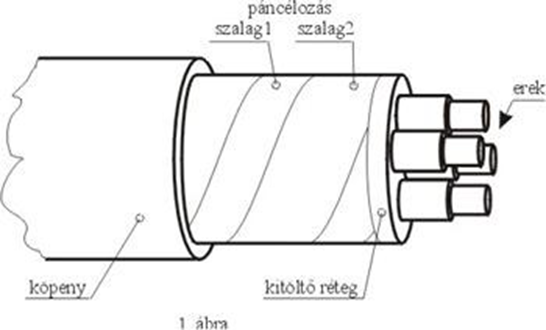 páncélozás
szalag1 szalag2
erek
köpeny
kitöltő réteg
1. ábra